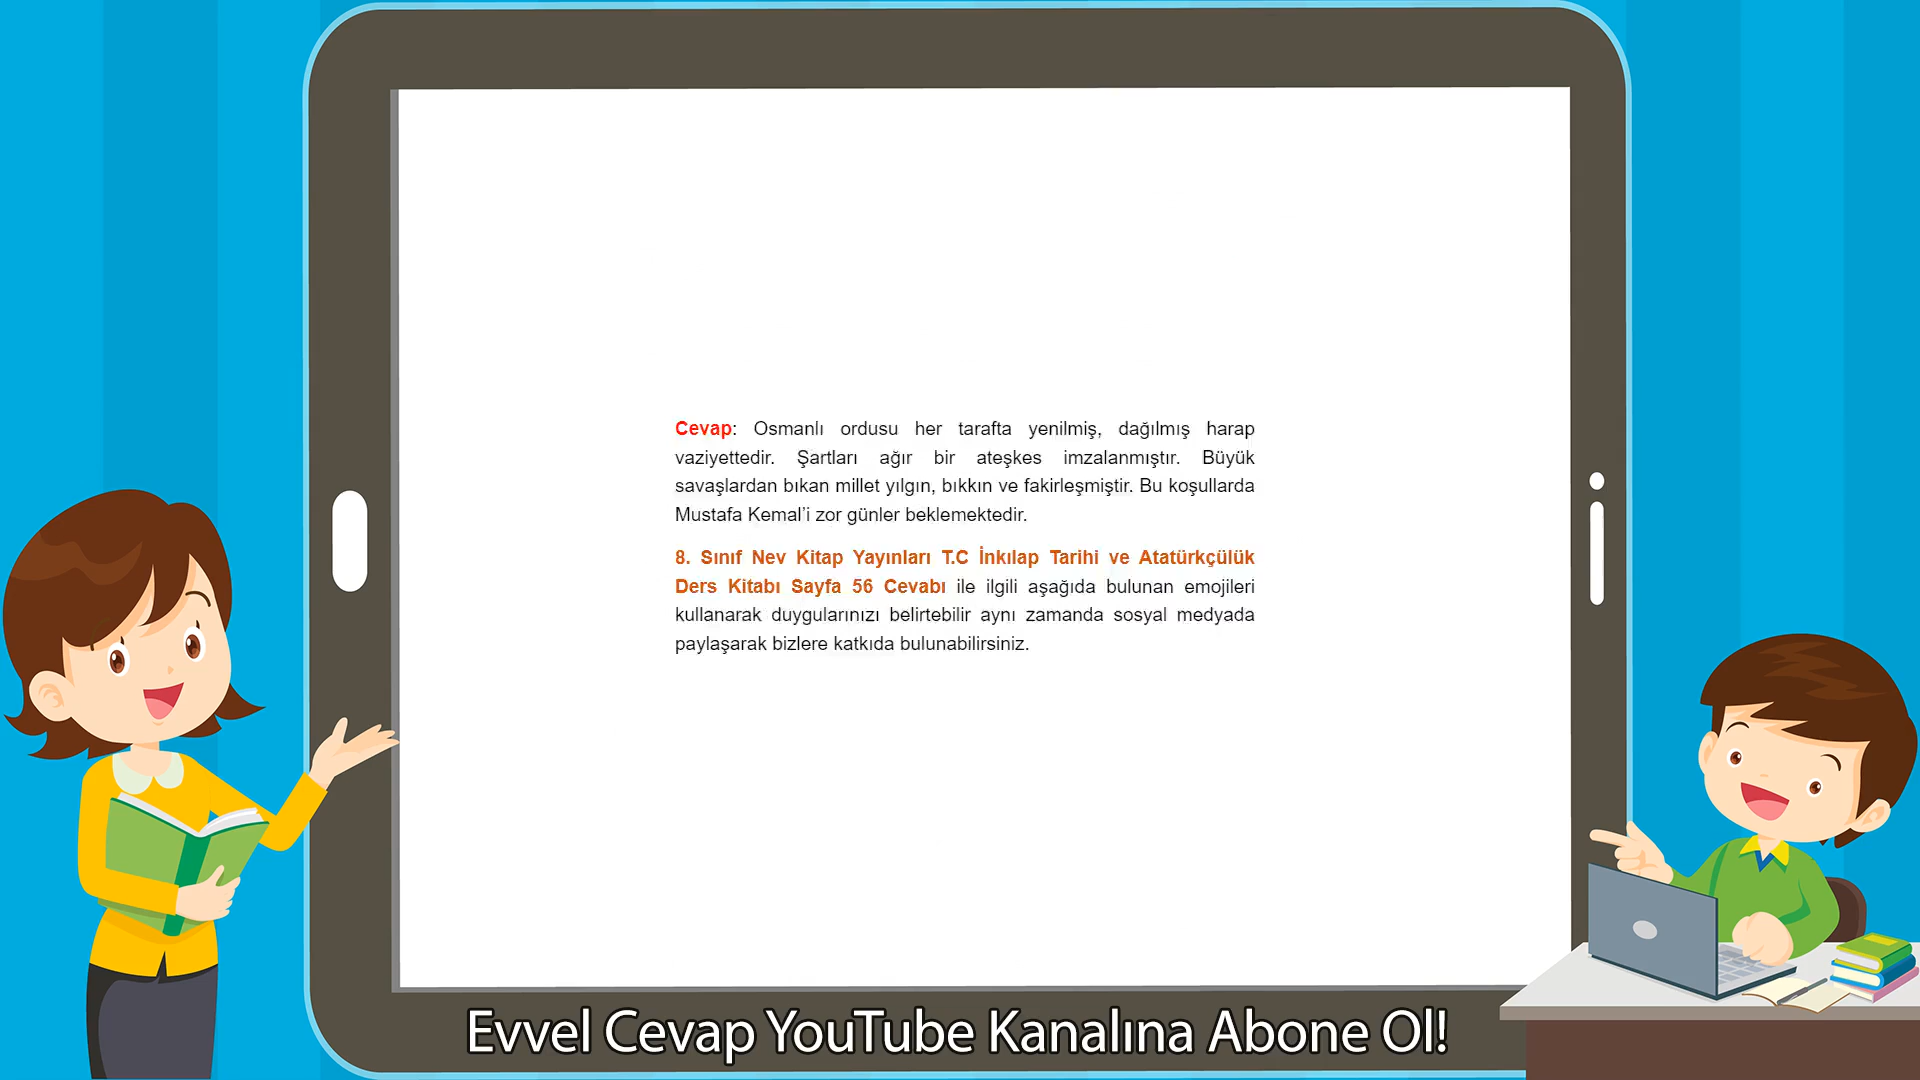 Cevap: Osmanlı ordusu her tarafta yenilmiş, dağılmış harap
vaziyettedir. Şartları ağır bir ateşkes imzalanmıştır. Büyük
savaşlardan bıkan millet yılgın, bıkkın ve fakirleşmiştir. Bu koşullarda
Mustafa Kemal’i zor günler beklemektedir.
8. Sınıf Nev Kitap Yayınları T.C İnkılap Tarihi ve Atatürkçülük
Ders Kitabı Sayfa 56 Cevabı ile ilgili aşağıda bulunan emojileri
kullanarak duygularınızı belirtebilir aynı zamanda sosyal medyada
paylaşarak bizlere katkıda bulunabilirsiniz.
Evvel Cevap YouTube Kanalına Abone Ol!